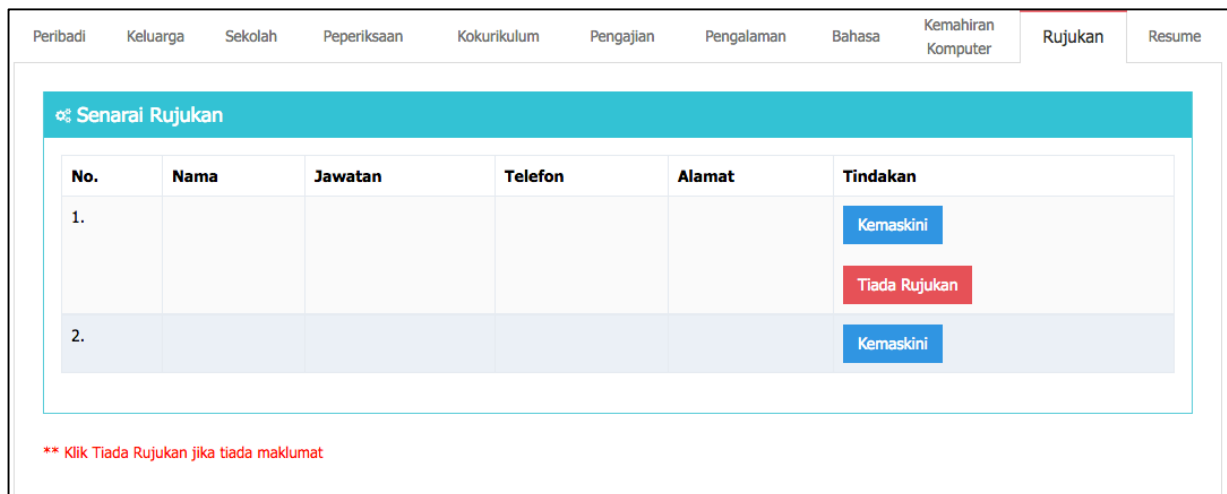 Peribadi Keluarga Sekolah Peperiksaan Kokurikulum Pengajian Pengalaman Bahasa Kemahiran Komputer Rujukan Resume
Senarai Rujukan
No. Nama Jawatan Telefon Alamat Tindakan
1. Kemaskini
Tiada Rujukan
2. Kemaskini
** Klik Tiada Rujukan jika tiada maklumat